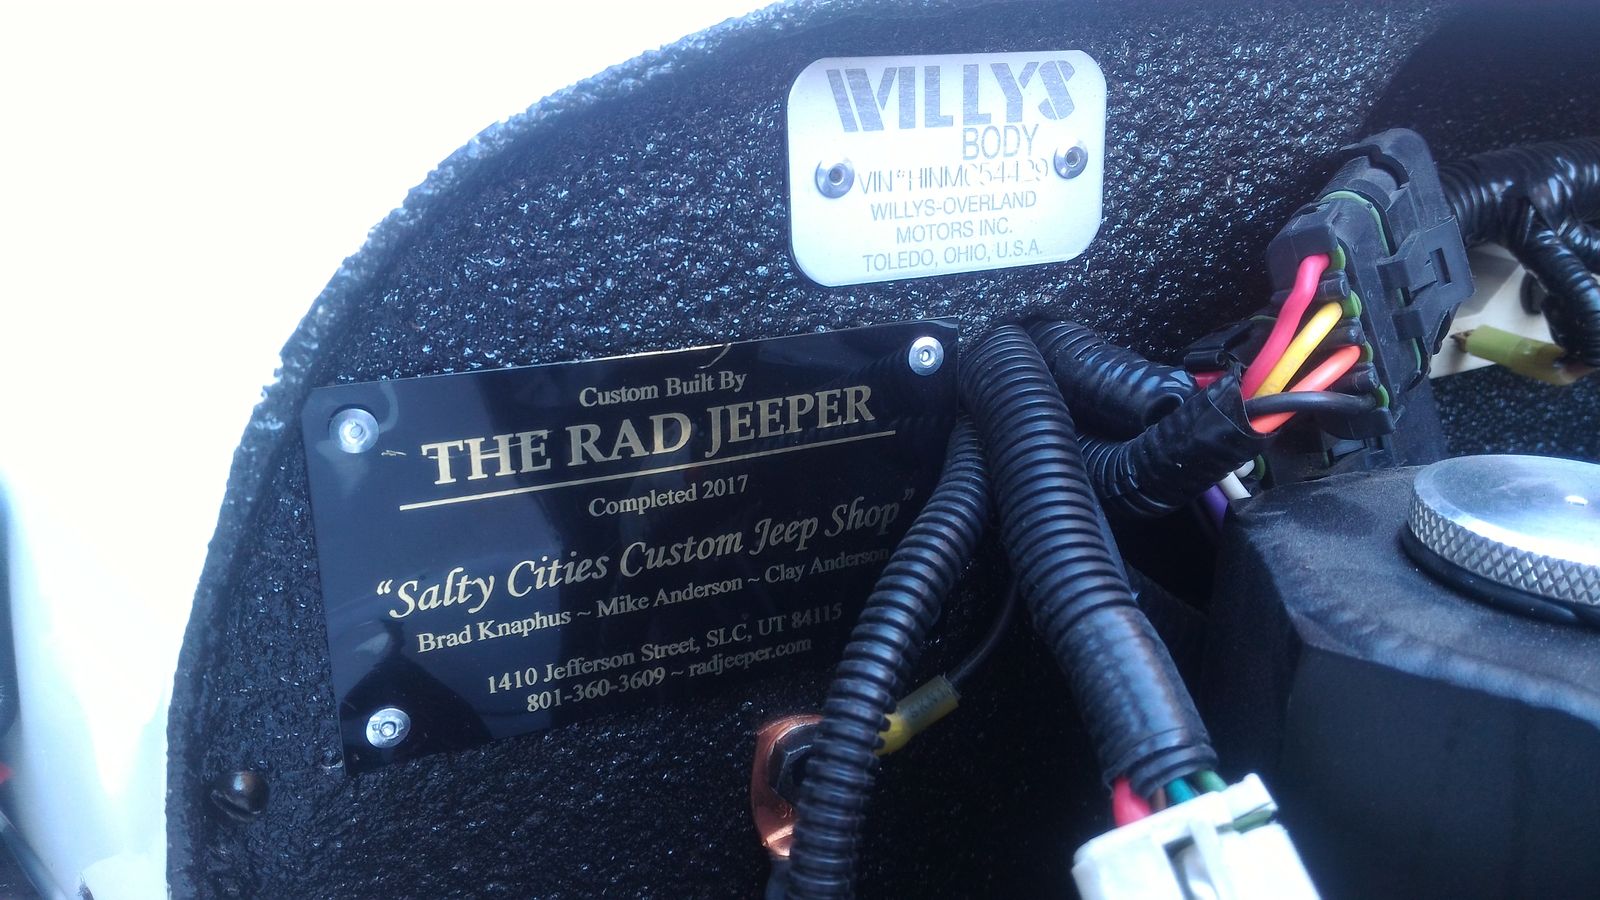 WILLYS
BODY
WILLYS-OVERLAND
MOTORS INC.
TOLEDO, OHIO, U.S.A.
Custom Built By
THE RAD JEEPER
Completed 2017
“Salty Cities Custom Jeep Shop”
Brad Knaphus ~ Mike Anderson ~ Clay Anderson
1410 Jefferson Street, SLC, UT 84115
801-360-3609 ~ radjeeper.com